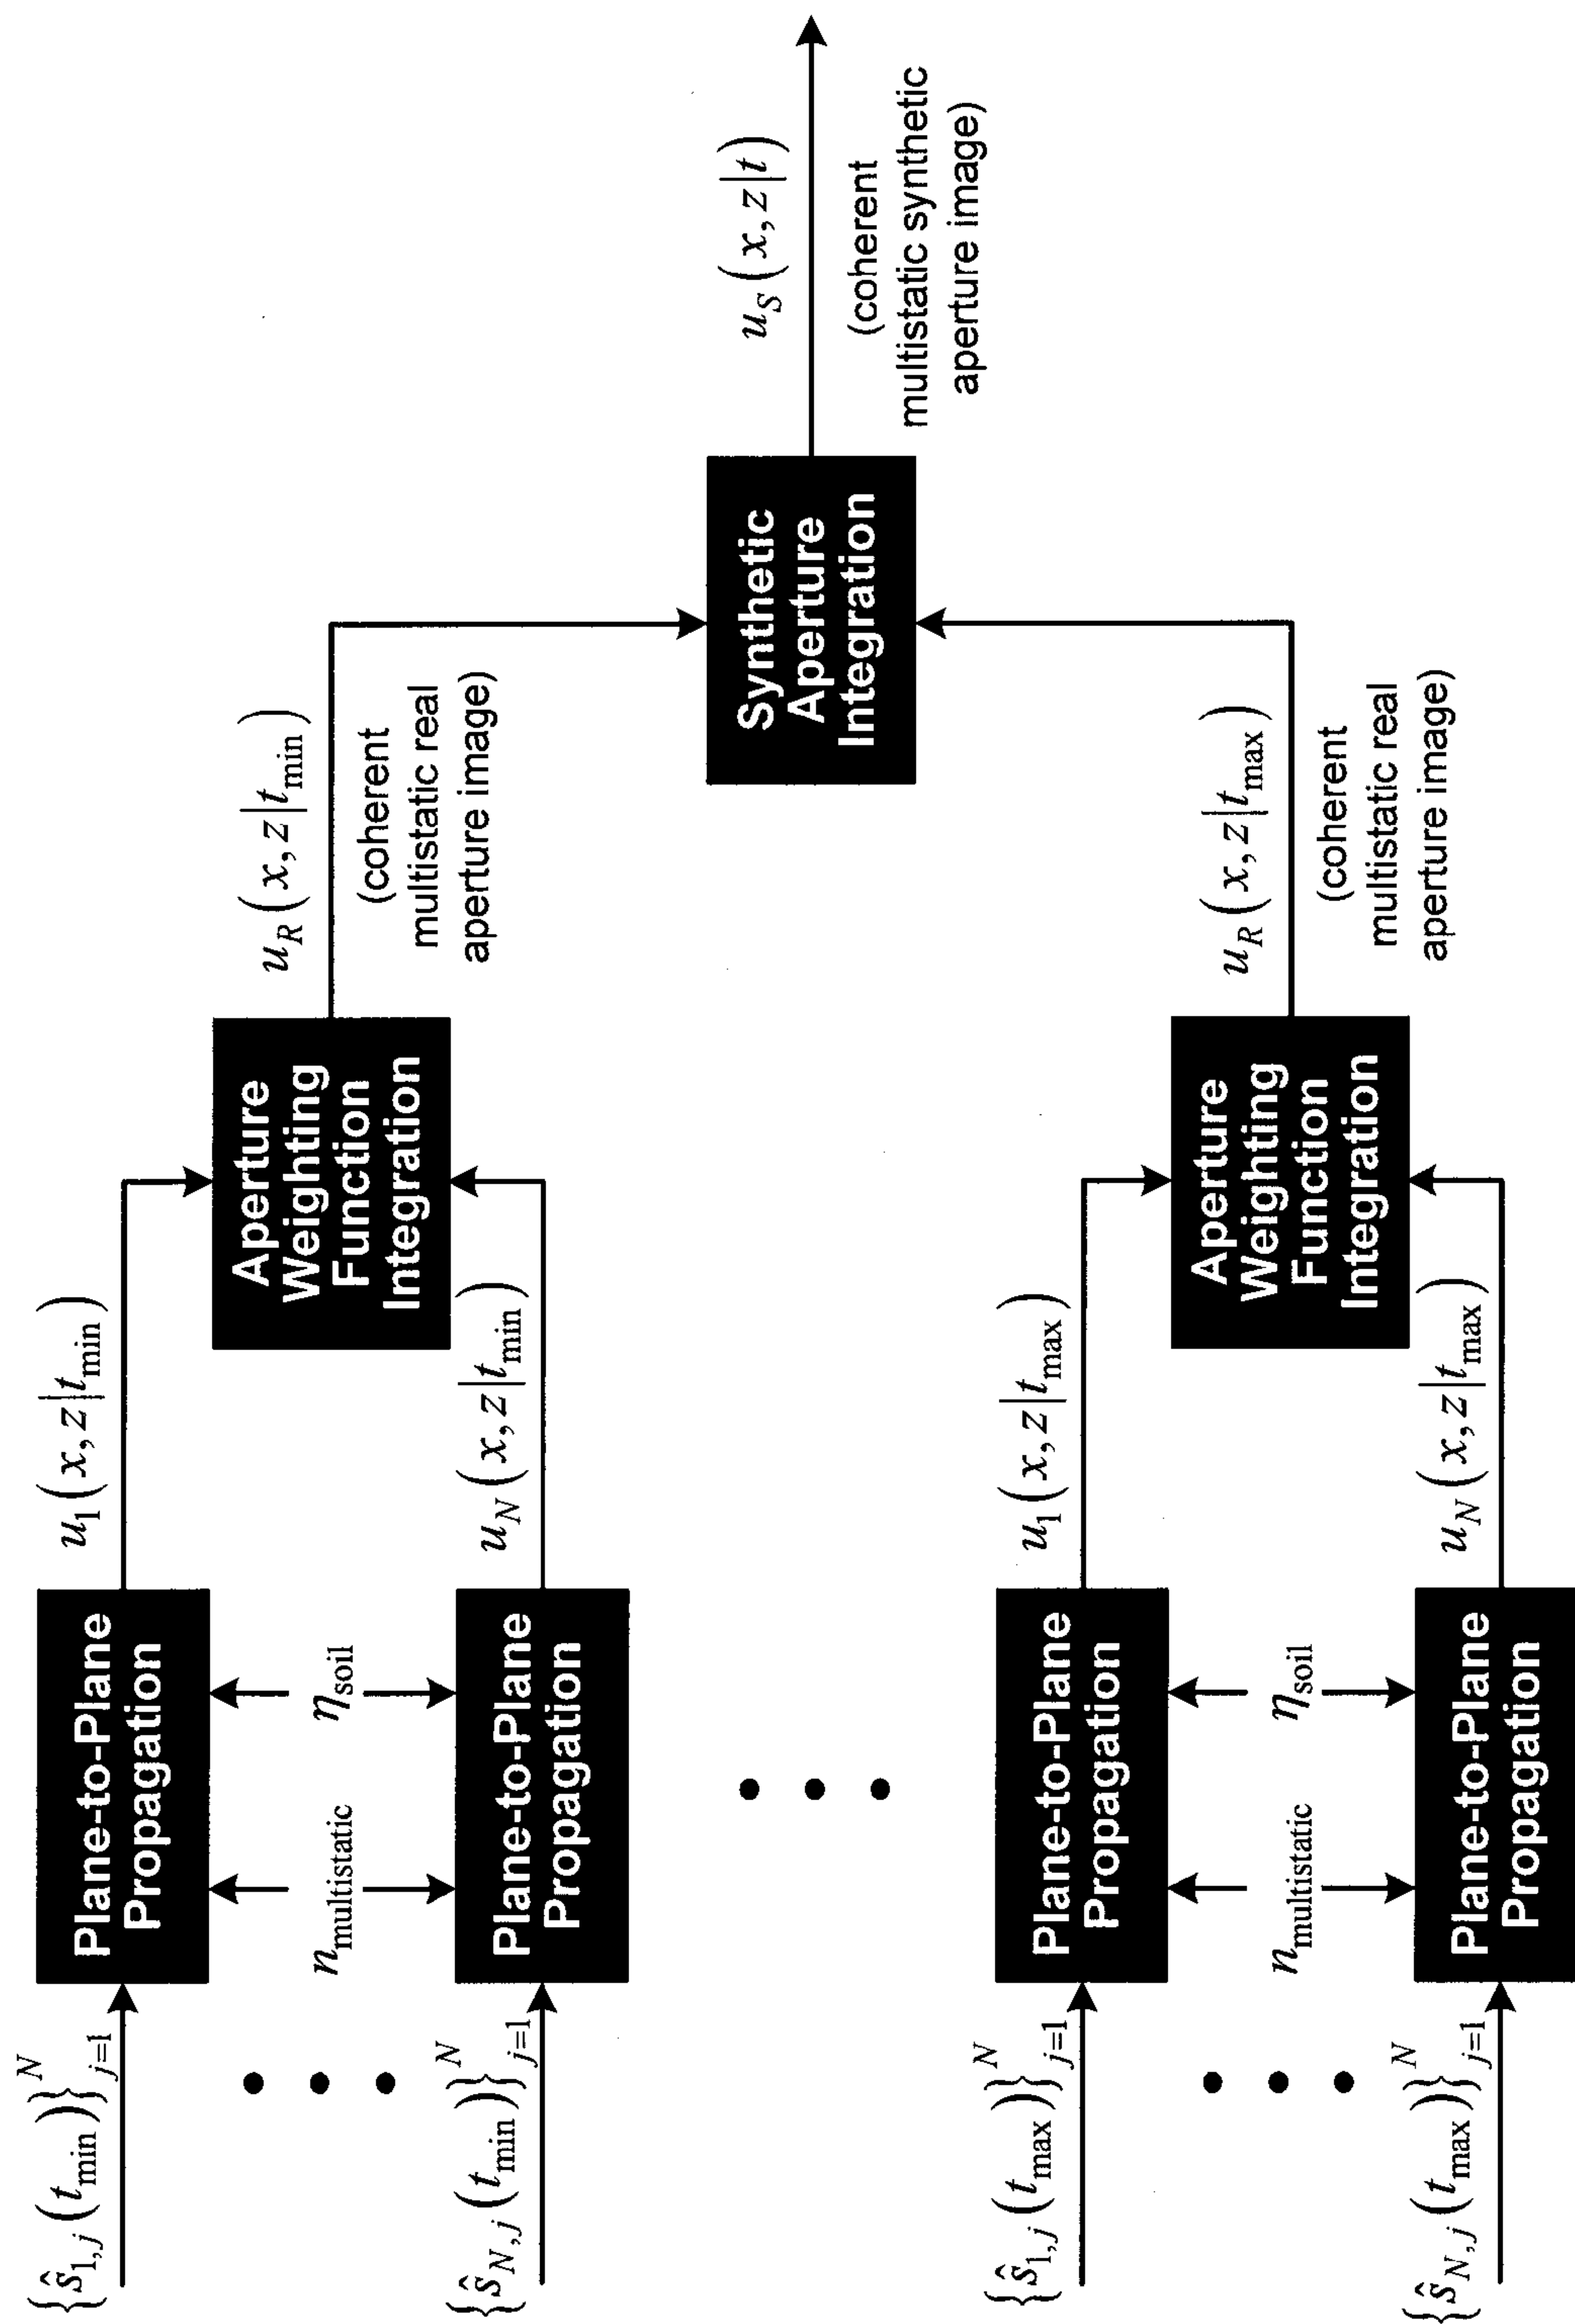 {ŝ1,j(tmin)}j=1N
Plane-to-Plane
Propagation
u1(x,z|tmin)
nmultistatic
ηsoil
{ŝN,j(tmin)}j=1N
Plane-to-Plane
Propagation
uN(x,z|tmin)
Aperture
Weighting
Function
Integration
uR(x,z|tmin)
(coherent
multistatic real
aperture image)
{ŝ1,j(tmax)}j=1N
Plane-to-Plane
Propagation
u1(x,z|tmax)
nmultistatic
ηsoil
{ŝN,j(tmax)}j=1N
Plane-to-Plane
Propagation
uN(x,z|tmax)
Aperture
Weighting
Function
Integration
uR(x,z|tmax)
(coherent
multistatic real
aperture image)
Synthetic
Aperture
Integration
uS(x,z|t)
(coherent
multistatic synthetic
aperture image)